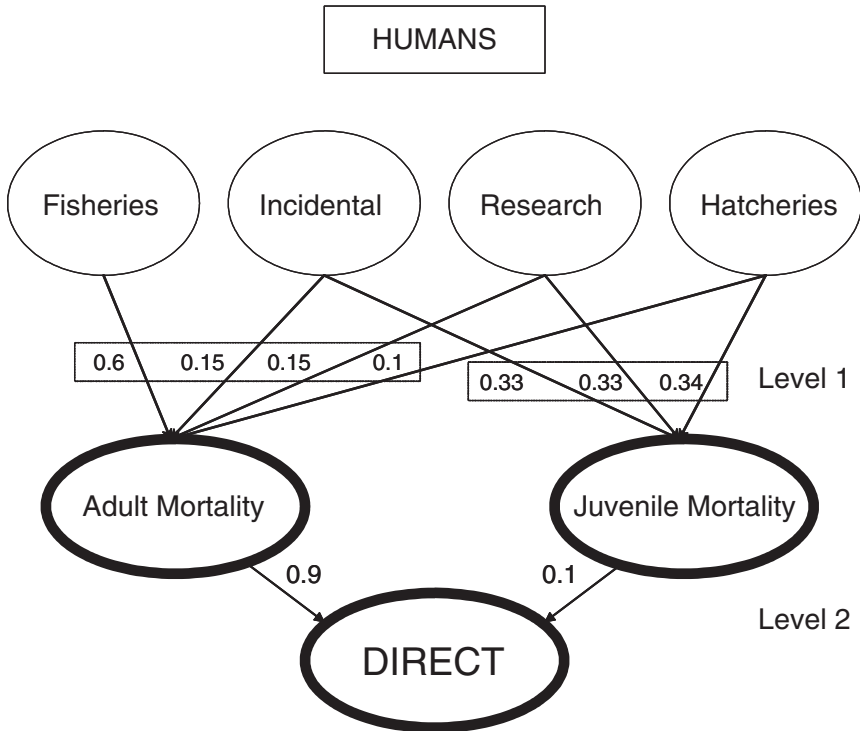 HUMANS
Fisheries Incidental Research Hatcheries
0.6 0.15 0.15 0.1
0.33 0.33 0.34
Level 1
Adult Mortality Juvenile Mortality
0.9 0.1
Level 2
DIRECT